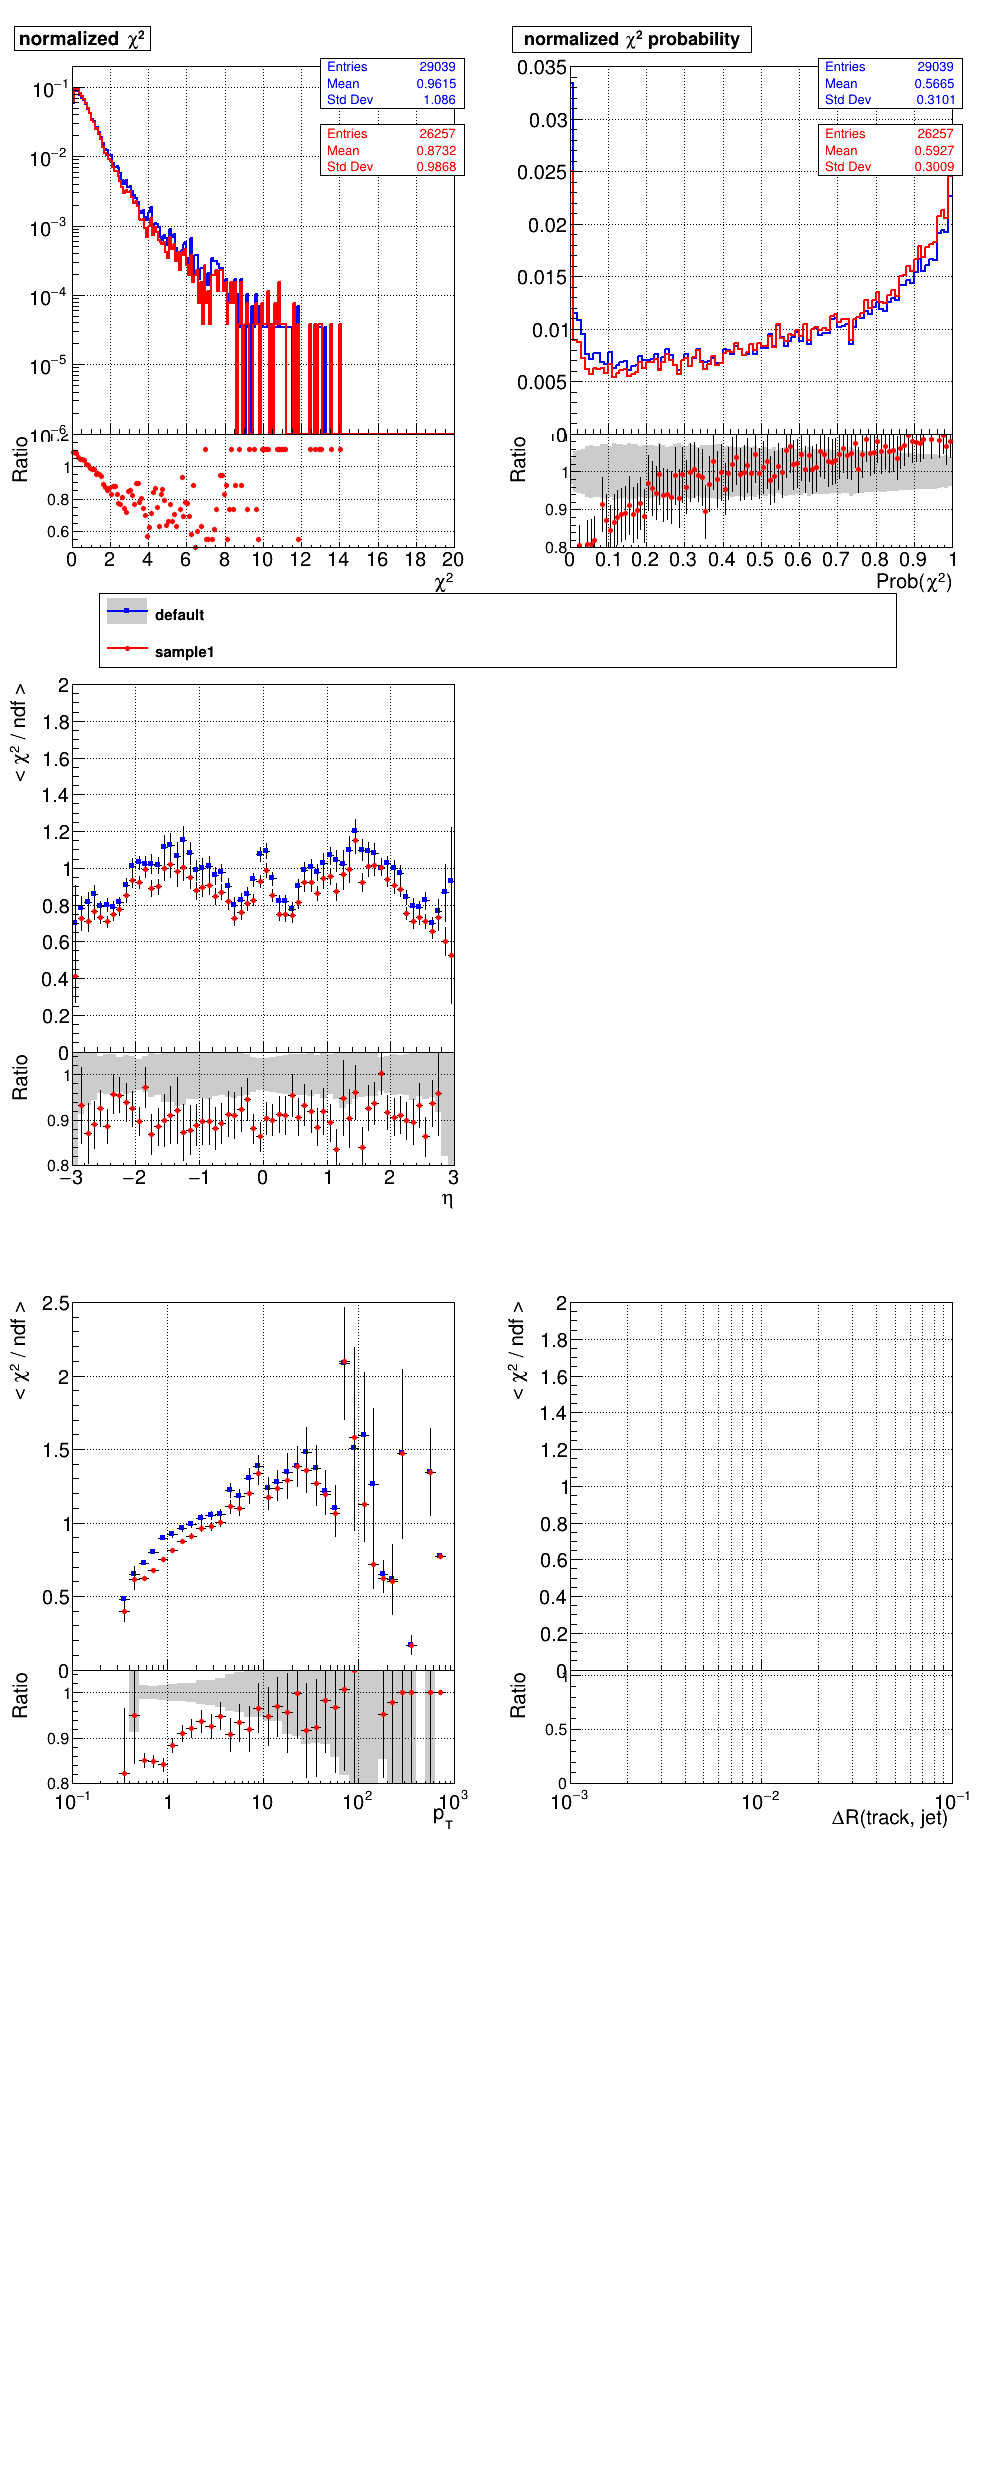 normalized χ²
normalized χ² probability
Entries 29039
Mean 0.9615
Std Dev 1.086
Entries 26257
Mean 0.8732
Std Dev 0.9868
10⁻¹
10⁻²
10⁻³
10⁻⁴
10⁻⁵
10⁻⁶
Ratio
1.2
1
0.8
0.6
0 2 4 6 8 10 12 14 16 18 20
χ²
Entries 29039
Mean 0.5665
Std Dev 0.3101
Entries 26257
Mean 0.5927
Std Dev 0.3009
0.035
0.03
0.025
0.02
0.015
0.01
0.005
0
Ratio
1
0.9
0.8
0 0.1 0.2 0.3 0.4 0.5 0.6 0.7 0.8 0.9 1
Prob(χ²)
default
sample1
< χ² / ndf >
2
1.8
1.6
1.4
1.2
1
0.8
0.6
0.4
0.2
0
Ratio
1
0.9
0.8
−3 −2 −1 0 1 2 3
η
< χ² / ndf >
2.5
2
1.5
1
0.5
0
Ratio
1
0.9
0.8
10⁻¹ 1 10 10² 10³
p_T
< χ² / ndf >
2
1.8
1.6
1.4
1.2
1
0.8
0.6
0.4
0.2
0
Ratio
1
0.5
0
10⁻³ 10⁻² 10⁻¹
ΔR(track, jet)